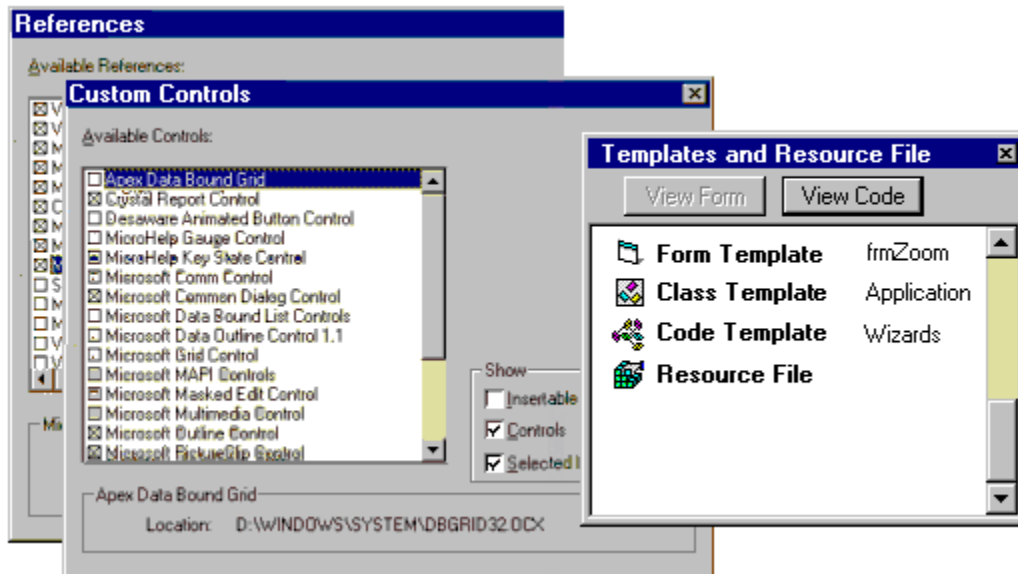 References
Available References:
Custom Controls
Available Controls:
Apex Data Bound Grid
Crystal Report Control
Desaware Animated Button Control
MicroHelp Gauge Control
MicroHelp Key State Control
Microsoft Comm Control
Microsoft Common Dialog Control
Microsoft Data Bound List Controls
Microsoft Data Outline Control 1.1
Microsoft Grid Control
Microsoft MAPI Controls
Microsoft Masked Edit Control
Microsoft Multimedia Control
Microsoft Outline Control
Microsoft PictureClip Control
Show
Insertable
Controls
Selected
Apex Data Bound Grid
Location: D:\WINDOWS\SYSTEM\DBGRID32.OCX
Templates and Resource File
View Form View Code
Form Template frmZoom
Class Template Application
Code Template Wizards
Resource File